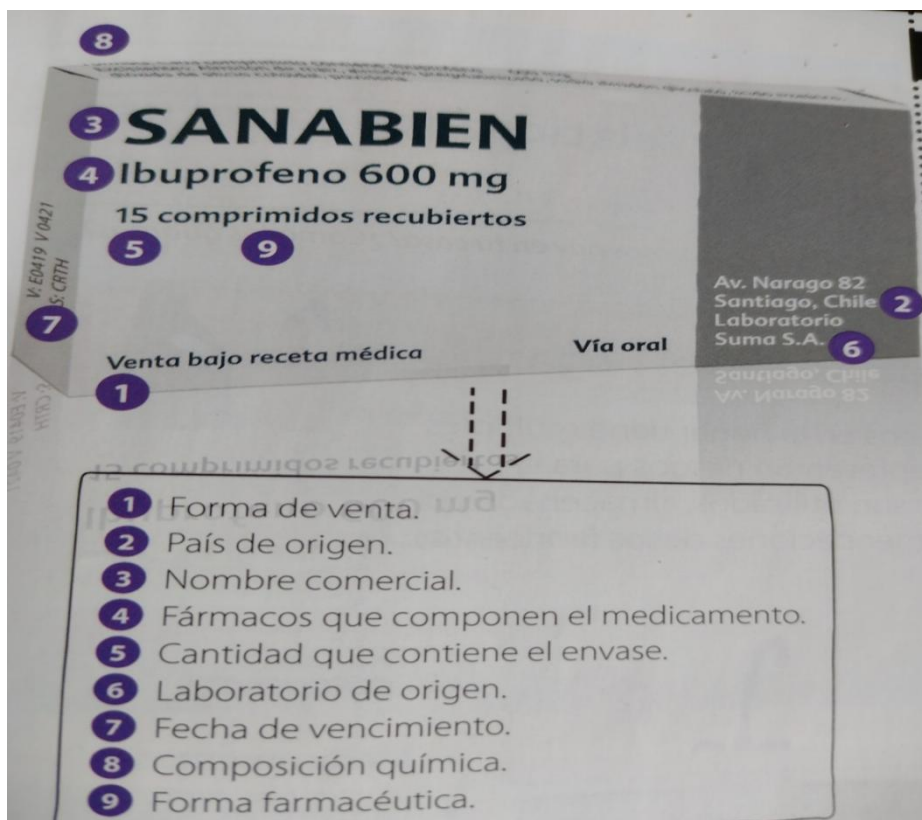 8
3 SANABIEN
4 Ibuprofeno 600 mg
15 comprimidos recubiertos
5 9
V: E0419 V0421
S: CRTH
7
Av. Narago 82
Santiago, Chile 2
Laboratorio
Suma S.A. 6
Venta bajo receta médica
Vía oral
1
1 Forma de venta.
2 País de origen.
3 Nombre comercial.
4 Fármacos que componen el medicamento.
5 Cantidad que contiene el envase.
6 Laboratorio de origen.
7 Fecha de vencimiento.
8 Composición química.
9 Forma farmacéutica.